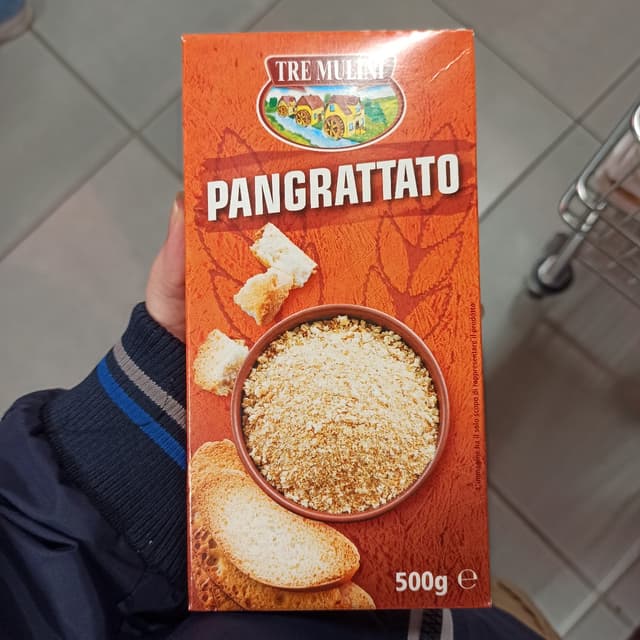 TRE MULINI
PANGRATTATO
L'immagine ha il solo scopo di rappresentare il prodotto
500g ℮